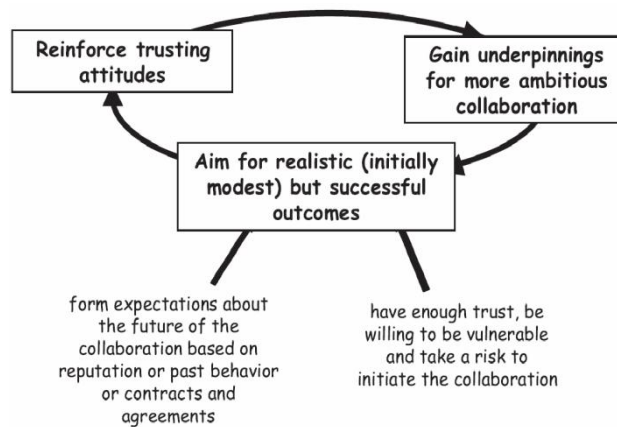 Reinforce trusting
attitudes
Gain underpinnings
for more ambitious
collaboration
Aim for realistic (initially
modest) but successful
outcomes
form expectations about
the future of the
collaboration based on
reputation or past behavior
or contracts and
agreements
have enough trust, be
willing to be vulnerable
and take a risk to
initiate the collaboration